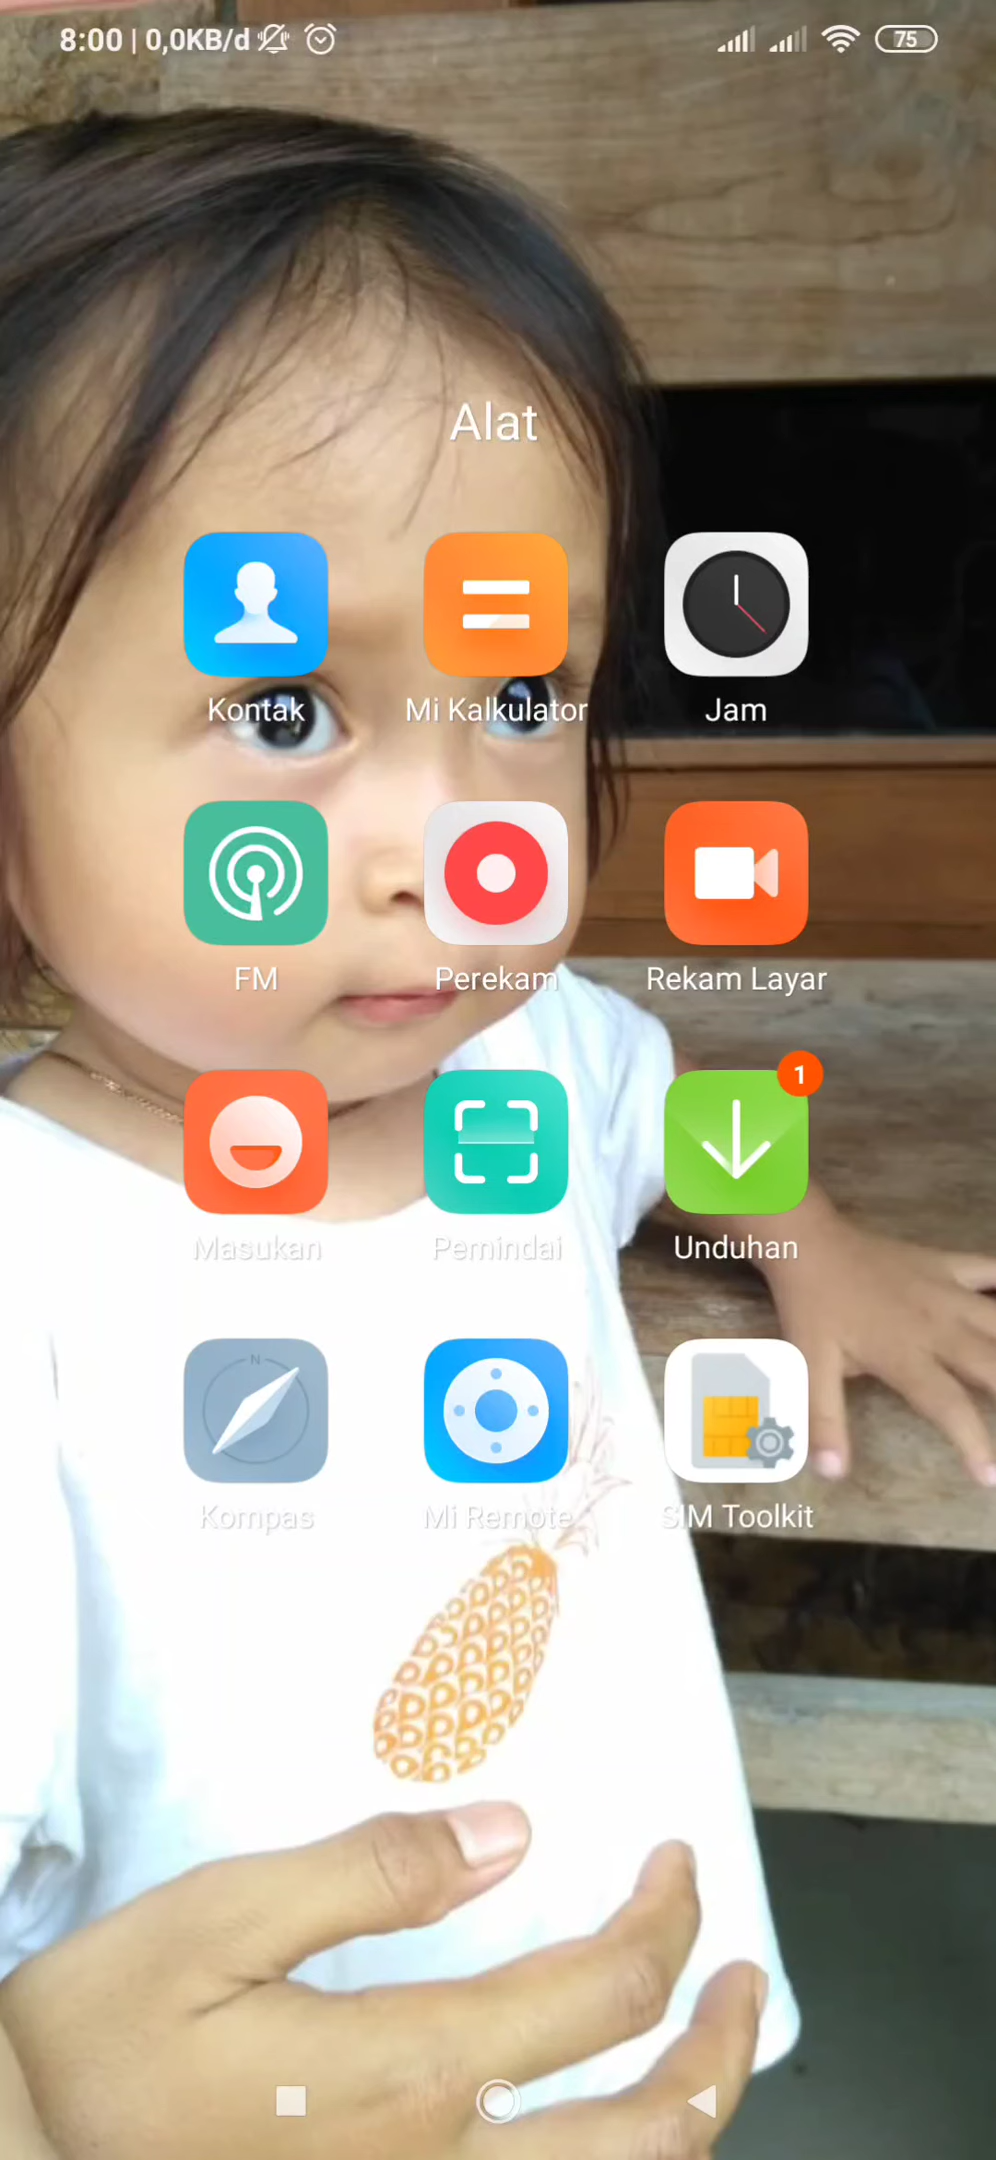 8:00 | 0,0KB/d 75
Alat
Kontak Mi Kalkulator Jam
FM Perekam Rekam Layar
1
Masukan Pemindai Unduhan
N
Kompas Mi Remote SIM Toolkit